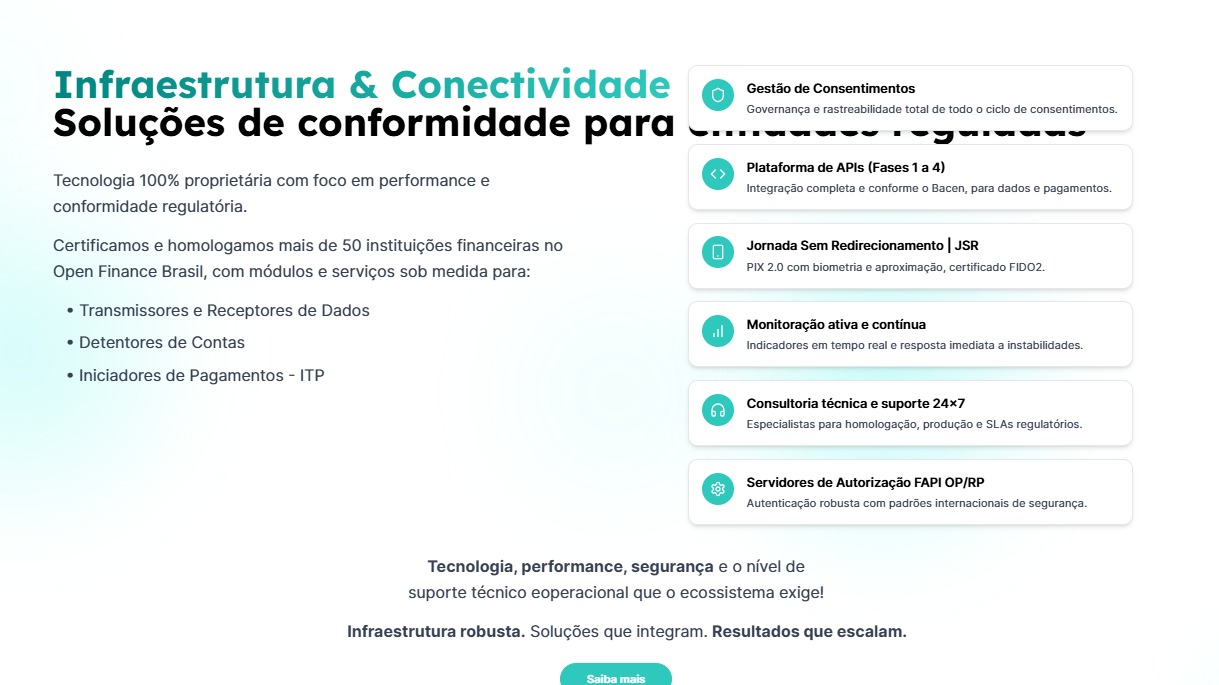 Infraestrutura & Conectividade
Soluções de conformidade para entidades reguladas
Tecnologia 100% proprietária com foco em performance e
conformidade regulatória.
Certificamos e homologamos mais de 50 instituições financeiras no
Open Finance Brasil, com módulos e serviços sob medida para:
• Transmissores e Receptores de Dados
• Detentores de Contas
• Iniciadores de Pagamentos - ITP
Gestão de Consentimentos
Governança e rastreabilidade total de todo o ciclo de consentimentos.
Plataforma de APIs (Fases 1 a 4)
Integração completa e conforme o Bacen, para dados e pagamentos.
Jornada Sem Redirecionamento | JSR
PIX 2.0 com biometria e aproximação, certificado FIDO2.
Monitoração ativa e contínua
Indicadores em tempo real e resposta imediata a instabilidades.
Consultoria técnica e suporte 24×7
Especialistas para homologação, produção e SLAs regulatórios.
Servidores de Autorização FAPI OP/RP
Autenticação robusta com padrões internacionais de segurança.
Tecnologia, performance, segurança e o nível de
suporte técnico eoperacional que o ecossistema exige!
Infraestrutura robusta. Soluções que integram. Resultados que escalam.
Saiba mais